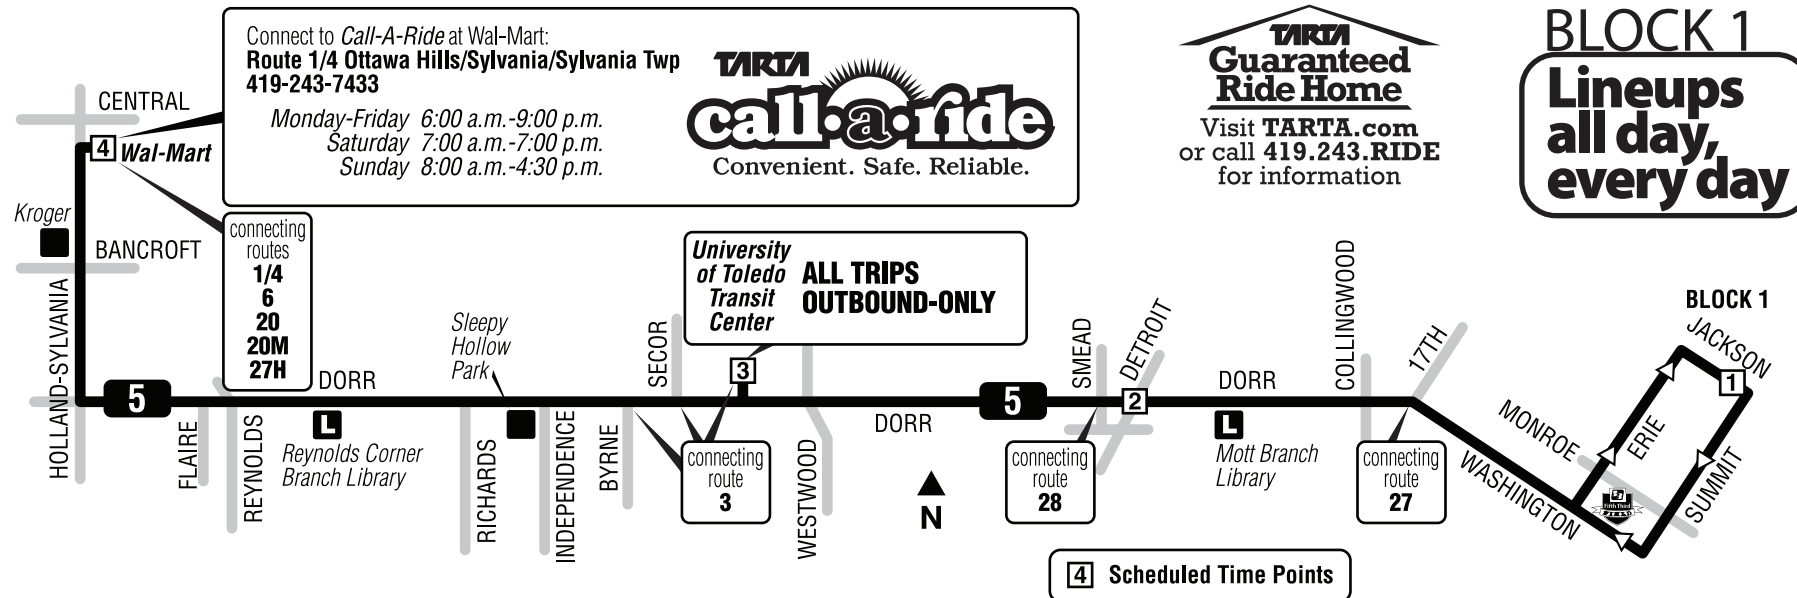 Connect to Call-A-Ride at Wal-Mart:
Route 1/4 Ottawa Hills/Sylvania/Sylvania Twp
419-243-7433
Monday-Friday 6:00 a.m.-9:00 p.m.
Saturday 7:00 a.m.-7:00 p.m.
Sunday 8:00 a.m.-4:30 p.m.
TARTA
call•a•ride
Convenient. Safe. Reliable.
TARTA
Guaranteed
Ride Home
Visit TARTA.com
or call 419.243.RIDE
for information
BLOCK 1
Lineups
all day,
every day
CENTRAL
4 Wal-Mart
Kroger
BANCROFT
HOLLAND-SYLVANIA
connecting
routes
1/4
6
20
20M
27H
5
DORR
FLAIRE
REYNOLDS
L
Reynolds Corner
Branch Library
Sleepy
Hollow
Park
RICHARDS
INDEPENDENCE
BYRNE
SECOR
University
of Toledo
Transit
Center
ALL TRIPS
OUTBOUND-ONLY
3
connecting
route
3
WESTWOOD
DORR
N
5
SMEAD
DETROIT
2
connecting
route
28
DORR
L
Mott Branch
Library
COLLINGWOOD
17TH
connecting
route
27
WASHINGTON
MONROE
ERIE
BLOCK 1
JACKSON
1
SUMMIT
Fifth Third
FIELD
4 Scheduled Time Points